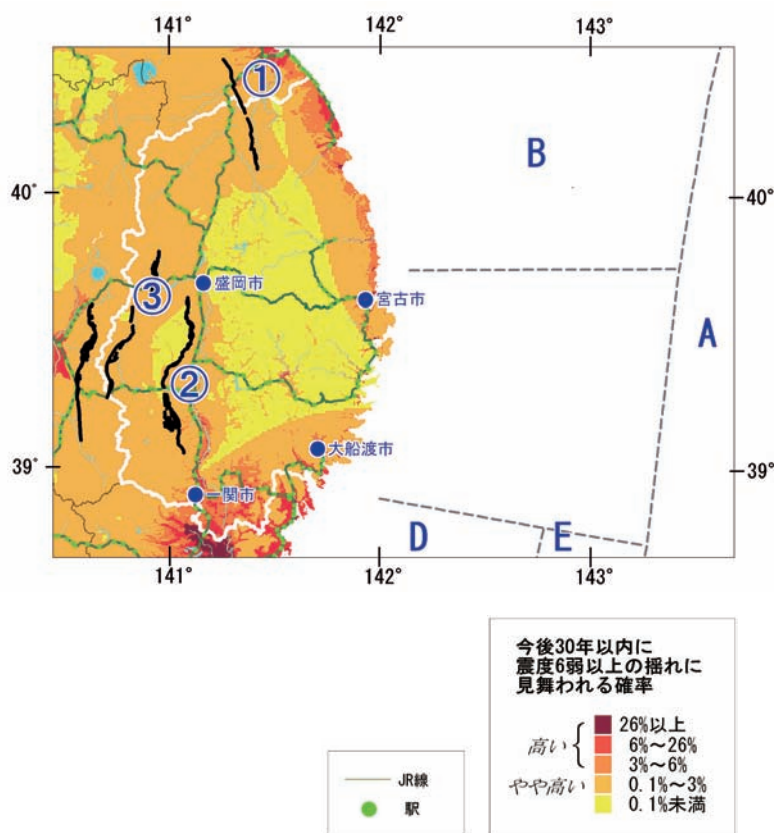 141°
142°
143°
①
B
40°
40°
盛岡市
③
宮古市
A
②
大船渡市
39°
39°
一関市
D
E
141°
142°
143°
今後30年以内に
震度6弱以上の揺れに
見舞われる確率
26%以上
高い
6%～26%
3%～6%
やや高い
0.1%～3%
0.1%未満
JR線
駅